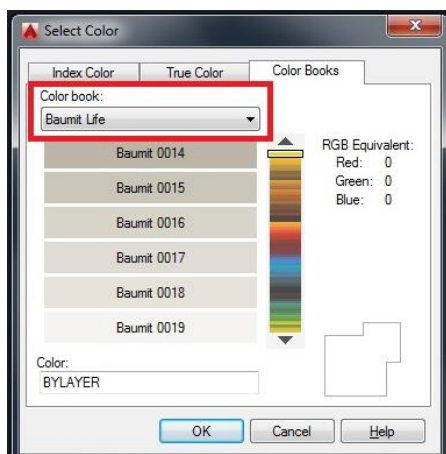 Select Color
Index Color True Color Color Books
Color book:
Baumit Life
Baumit 0014
Baumit 0015
Baumit 0016
Baumit 0017
Baumit 0018
Baumit 0019
RGB Equivalent:
Red: 0
Green: 0
Blue: 0
Color:
BYLAYER
OK Cancel Help